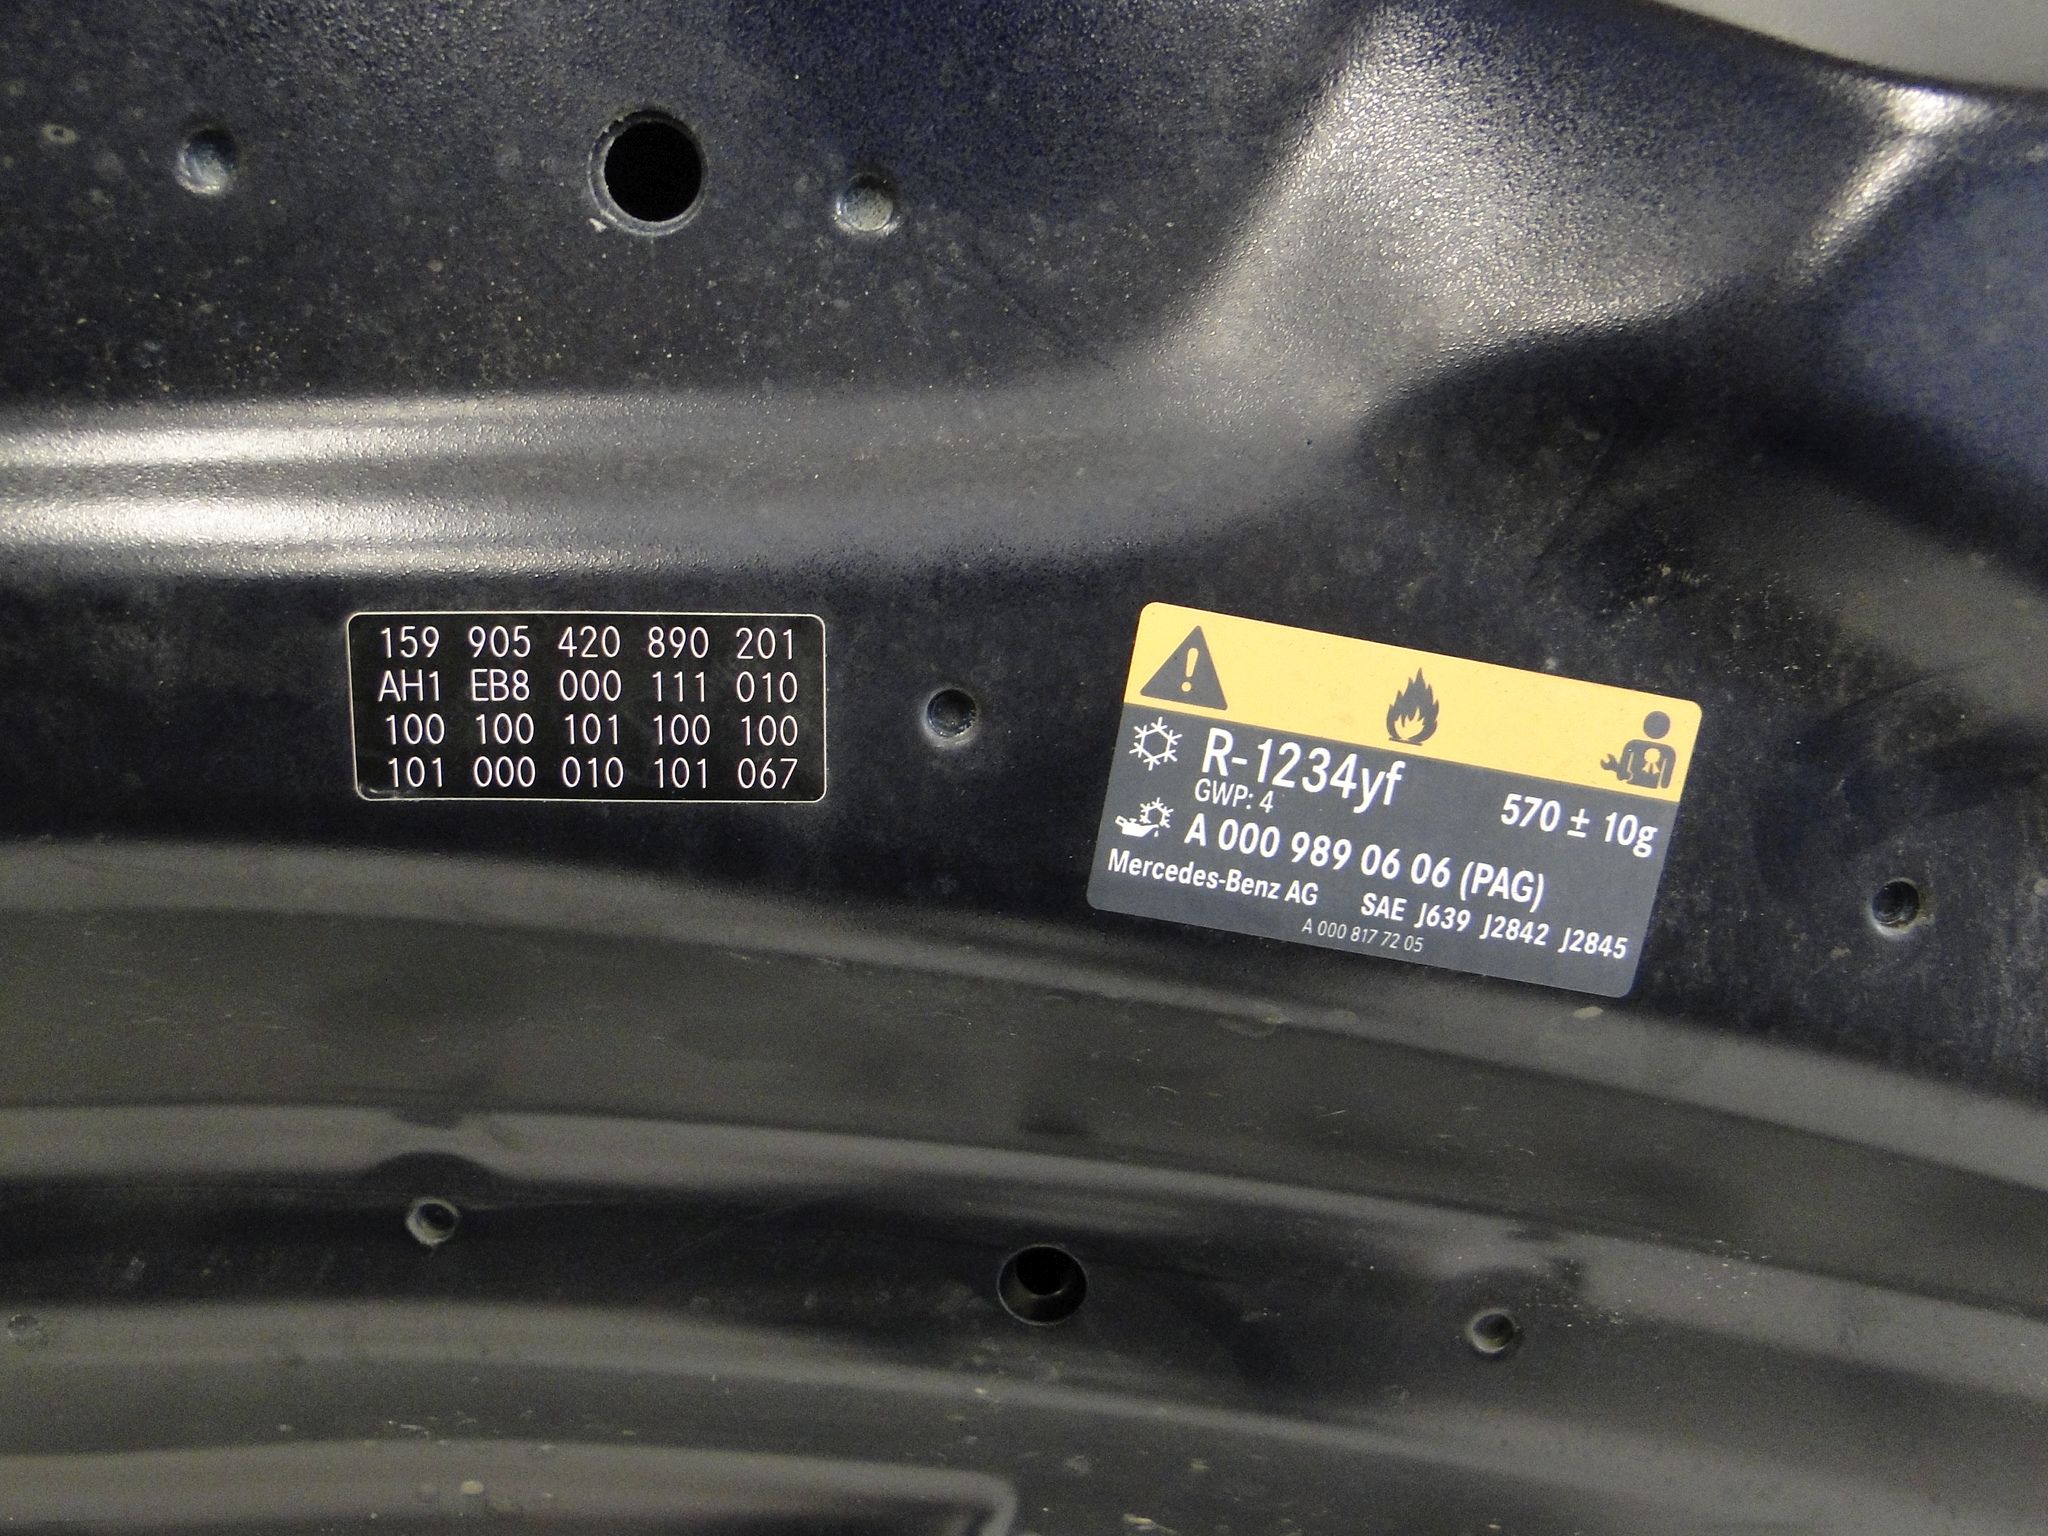 159 905 420 890 201
AH1 EB8 000 111 010
100 100 101 100 100
101 000 010 101 067
R-1234yf
GWP: 4
570 ± 10g
A 000 989 06 06 (PAG)
Mercedes-Benz AG SAE J639 J2842 J2845
A 000 817 72 05